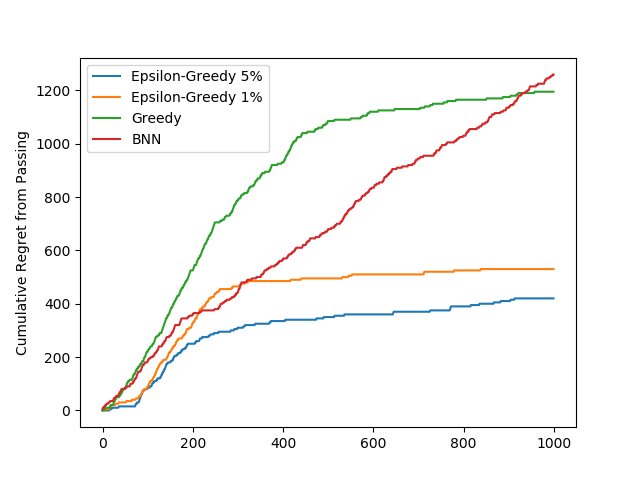 Cumulative Regret from Passing
1200
1000
800
600
400
200
0
Epsilon-Greedy 5%
Epsilon-Greedy 1%
Greedy
BNN
0 200 400 600 800 1000